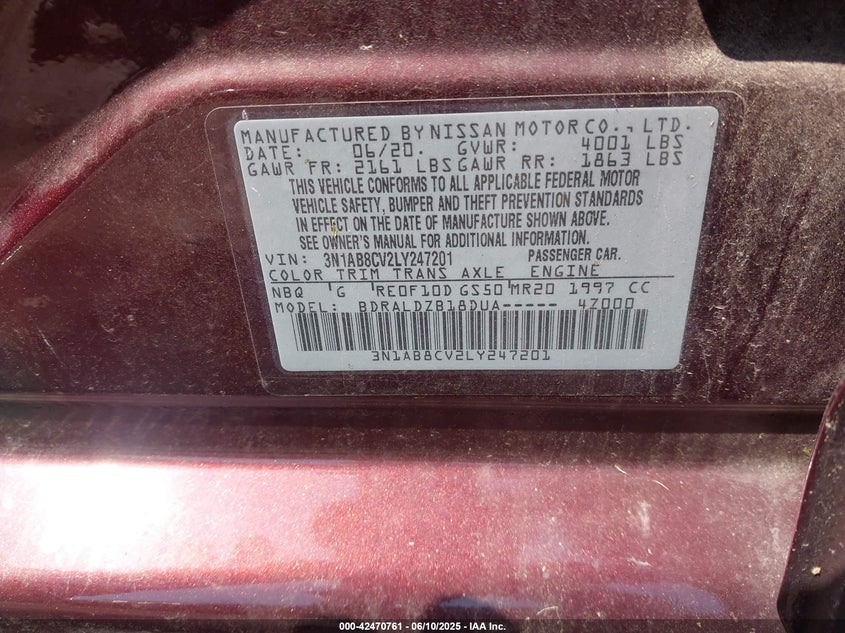 MANUFACTURED BY NISSAN MOTOR CO., LTD.
DATE: 06/20. GVWR: 4001 LBS
GAWR FR: 2161 LBS GAWR RR: 1863 LBS
THIS VEHICLE CONFORMS TO ALL APPLICABLE FEDERAL MOTOR
VEHICLE SAFETY, BUMPER AND THEFT PREVENTION STANDARDS
IN EFFECT ON THE DATE OF MANUFACTURE SHOWN ABOVE.
SEE OWNER'S MANUAL FOR ADDITIONAL INFORMATION.
VIN: 3N1AB8CV2LY247201 PASSENGER CAR.
COLOR TRIM TRANS AXLE ENGINE
NBQ G RE0F10D GS50 MR20 1997 CC
MODEL: BDRALDZB18DUA----- 4Z000
3N1AB8CV2LY247201
000-42470761 - 06/10/2025 - IAA Inc.